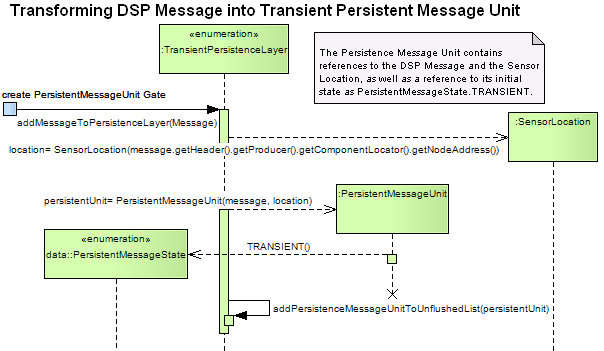 Transforming DSP Message into Transient Persistent Message Unit
«enumeration»
:TransientPersistenceLayer
The Persistence Message Unit contains
references to the DSP Message and the Sensor
Location, as well as a reference to its initial
state as PersistentMessageState.TRANSIENT.
create PersistentMessageUnit Gate
addMessageToPersistenceLayer(Message)
:SensorLocation
location= SensorLocation(message.getHeader().getProducer().getComponentLocator().getNodeAddress())
:PersistentMessageUnit
persistentUnit= PersistentMessageUnit(message, location)
«enumeration»
data::PersistentMessageState
TRANSIENT()
addPersistenceMessageUnitToUnflushedList(persistentUnit)